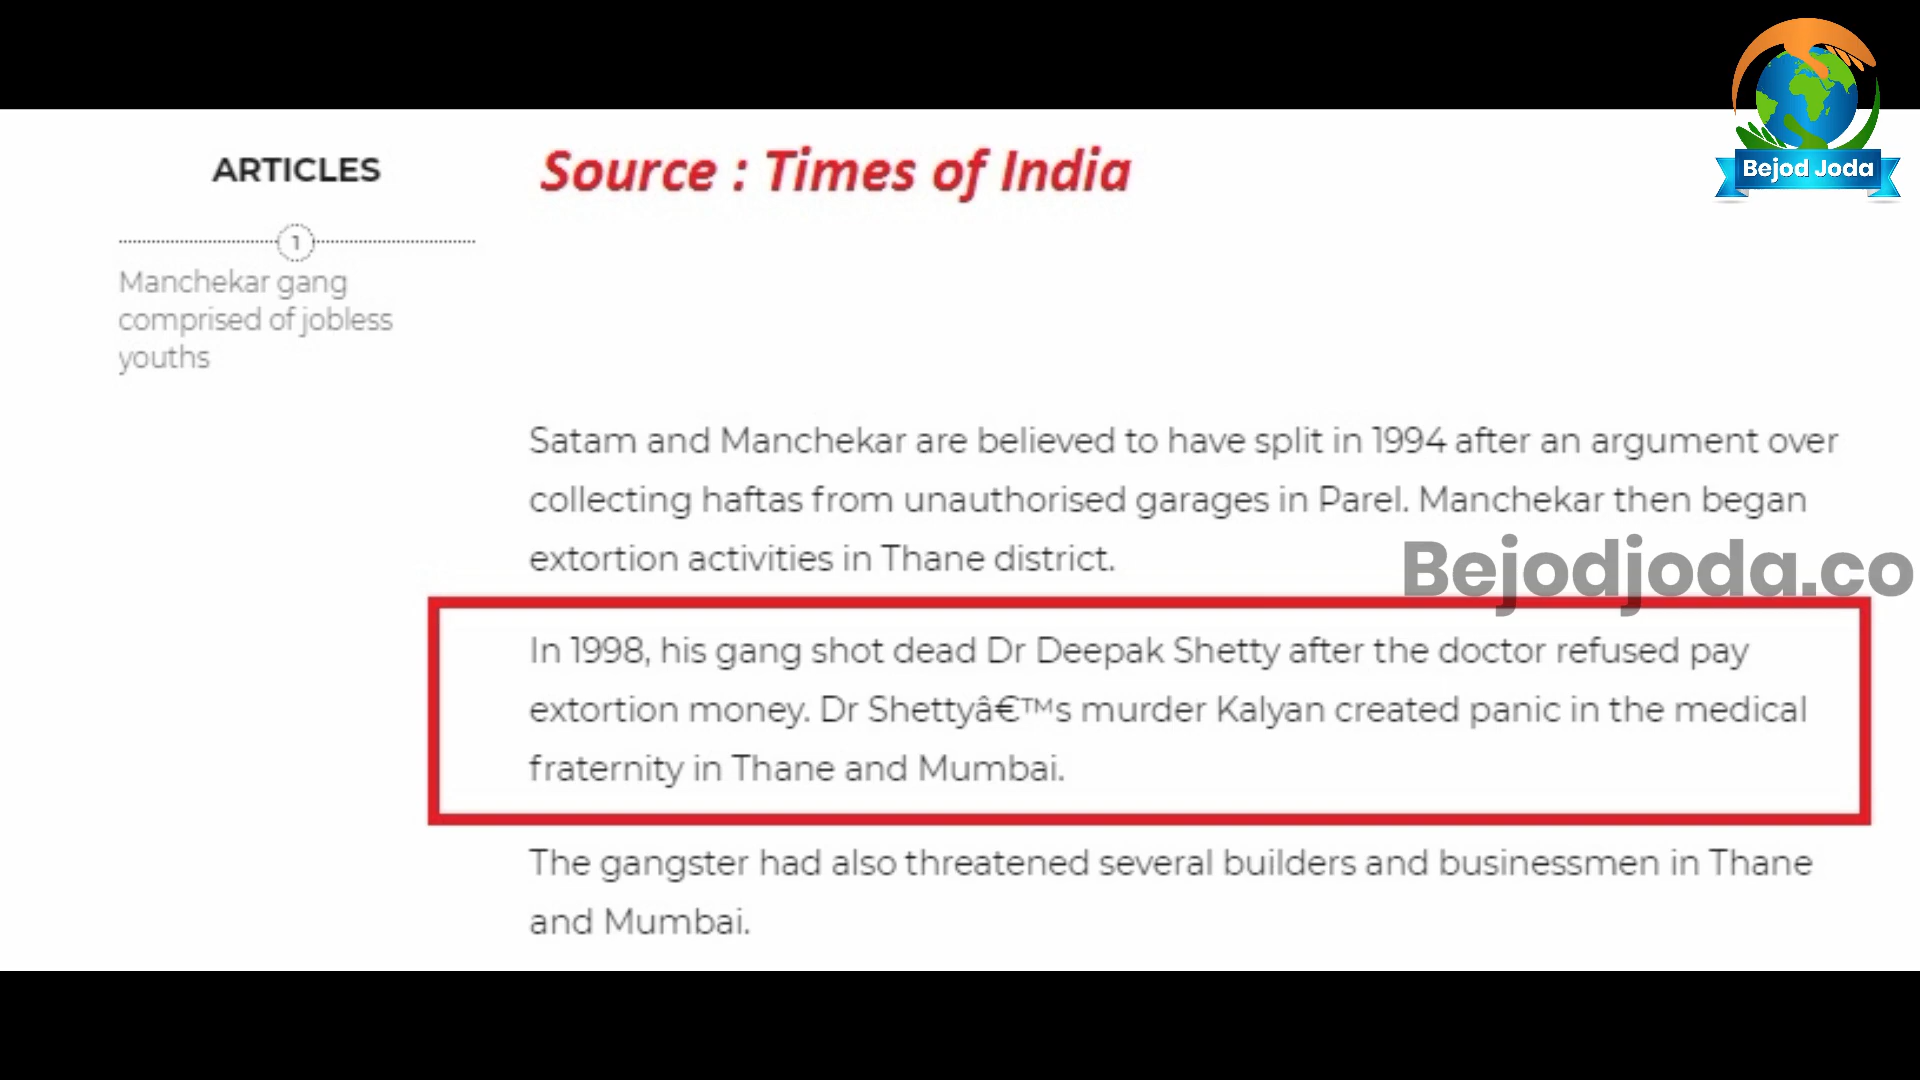 Bejod Joda
ARTICLES
Source : Times of India
1
Manchekar gang
comprised of jobless
youths
Satam and Manchekar are believed to have split in 1994 after an argument over
collecting haftas from unauthorised garages in Parel. Manchekar then began
extortion activities in Thane district.
Bejodjoda.co
In 1998, his gang shot dead Dr Deepak Shetty after the doctor refused pay
extortion money. Dr Shettyâ€™s murder Kalyan created panic in the medical
fraternity in Thane and Mumbai.
The gangster had also threatened several builders and businessmen in Thane
and Mumbai.